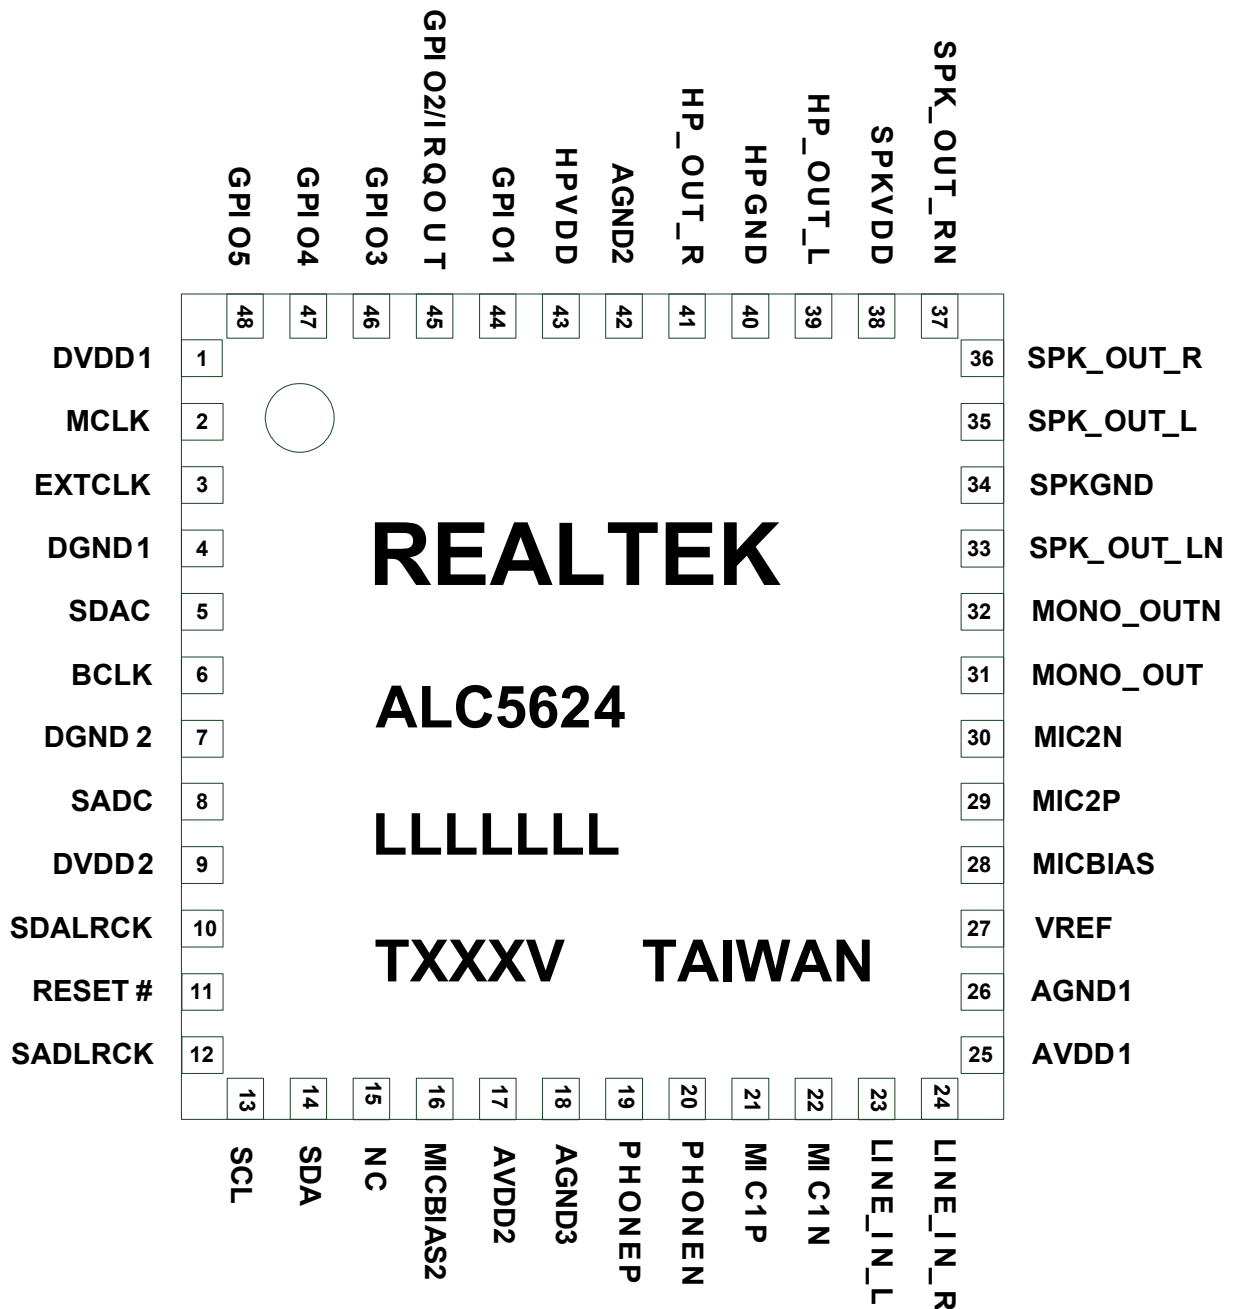 GPIO5
GPIO4
GPIO3
GPIO2/IRQOUT
GPIO1
HPVDD
AGND2
HP_OUT_R
HPGND
HP_OUT_L
SPKVDD
SPK_OUT_RN
48 47 46 45 44 43 42 41 40 39 38 37
DVDD1 1 36 SPK_OUT_R
MCLK 2 35 SPK_OUT_L
EXTCLK 3 34 SPKGND
DGND1 4 33 SPK_OUT_LN
SDAC 5 32 MONO_OUTN
BCLK 6 31 MONO_OUT
DGND2 7 30 MIC2N
SADC 8 29 MIC2P
DVDD2 9 28 MICBIAS
SDALRCK 10 27 VREF
RESET# 11 26 AGND1
SADLRCK 12 25 AVDD1
REALTEK
ALC5624
LLLLLLL
TXXXV TAIWAN
13 14 15 16 17 18 19 20 21 22 23 24
SCL
SDA
NC
MICBIAS2
AVDD2
AGND3
PHONEP
PHONEN
MIC1P
MIC1N
LINE_IN_L
LINE_IN_R